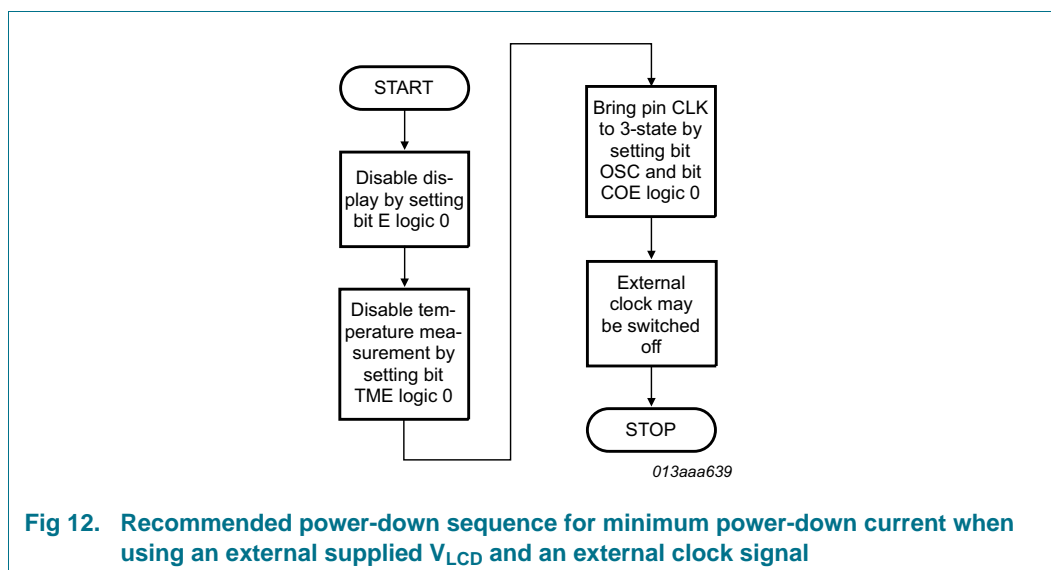 START
Disable dis-
play by setting
bit E logic 0
Disable tem-
perature mea-
surement by
setting bit
TME logic 0
Bring pin CLK
to 3-state by
setting bit
OSC and bit
COE logic 0
External
clock may
be switched
off
STOP
013aaa639
Fig 12. Recommended power-down sequence for minimum power-down current when
using an external supplied VLCD and an external clock signal